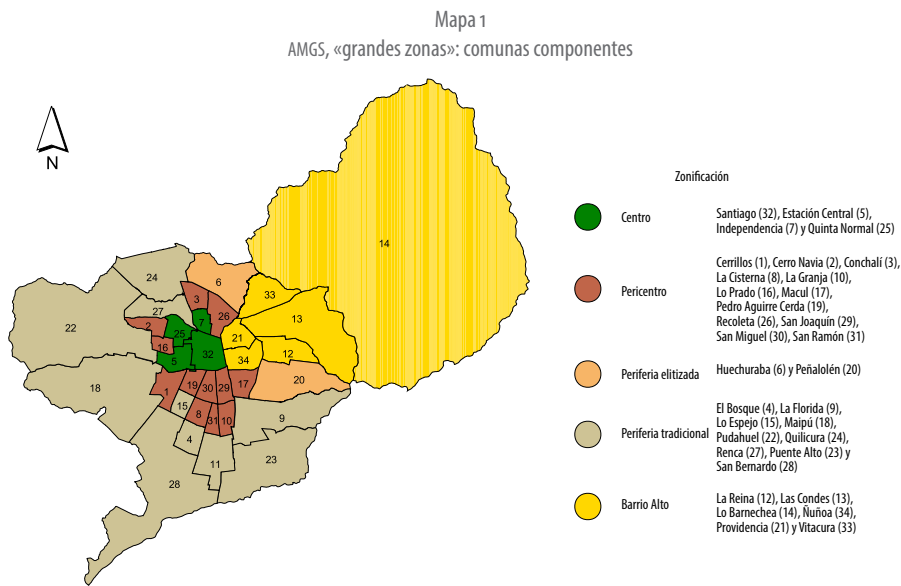 Mapa 1
AMGS, «grandes zonas»: comunas componentes
N
Zonificación
Centro
Santiago (32), Estación Central (5),
Independencia (7) y Quinta Normal (25)
Pericentro
Cerrillos (1), Cerro Navia (2), Conchalí (3),
La Cisterna (8), La Granja (10),
Lo Prado (16), Macul (17),
Pedro Aguirre Cerda (19),
Recoleta (26), San Joaquín (29),
San Miguel (30), San Ramón (31)
Periferia elitizada
Huechuraba (6) y Peñalolén (20)
Periferia tradicional
El Bosque (4), La Florida (9),
Lo Espejo (15), Maipú (18),
Pudahuel (22), Quilicura (24),
Renca (27), Puente Alto (23) y
San Bernardo (28)
Barrio Alto
La Reina (12), Las Condes (13),
Lo Barnechea (14), Ñuñoa (34),
Providencia (21) y Vitacura (33)
14
24
6
33
27
3
26
13
22
2
25
7
21
16
32
34
12
5
18
1
19
30
29
17
20
15
8
31
10
9
4
11
23
28